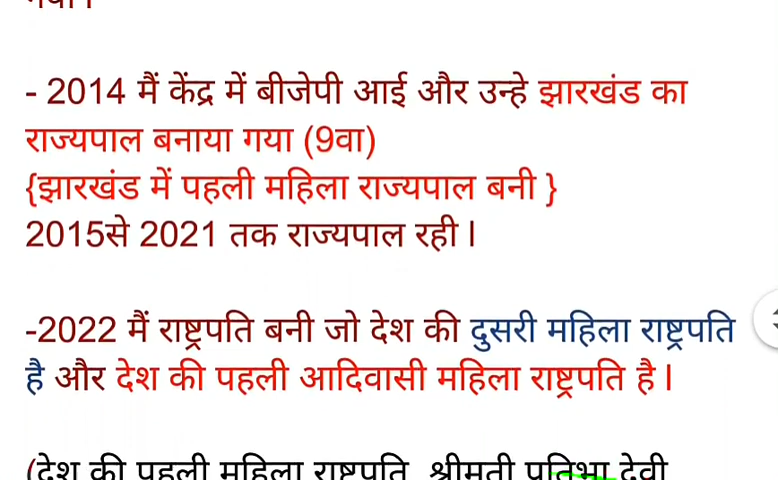 - 2014 मैं केंद्र में बीजेपी आई और उन्हे झारखंड का
राज्यपाल बनाया गया (9वा)
{झारखंड में पहली महिला राज्यपाल बनी }
2015से 2021 तक राज्यपाल रही ।
-2022 मैं राष्ट्रपति बनी जो देश की दुसरी महिला राष्ट्रपति
है और देश की पहली आदिवासी महिला राष्ट्रपति है ।
(देश की पहली महिला राष्ट्रपति श्रीमती प्रतिभा देवी